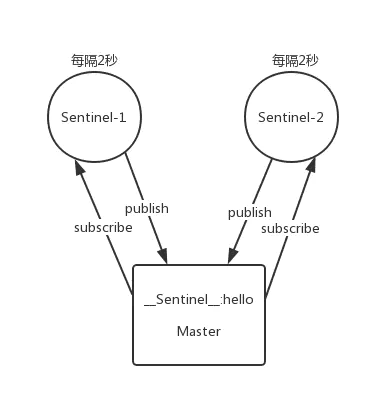 每隔2秒
每隔2秒
Sentinel-1
Sentinel-2
publish
publish
subscribe
subscribe
__Sentinel__:hello
Master